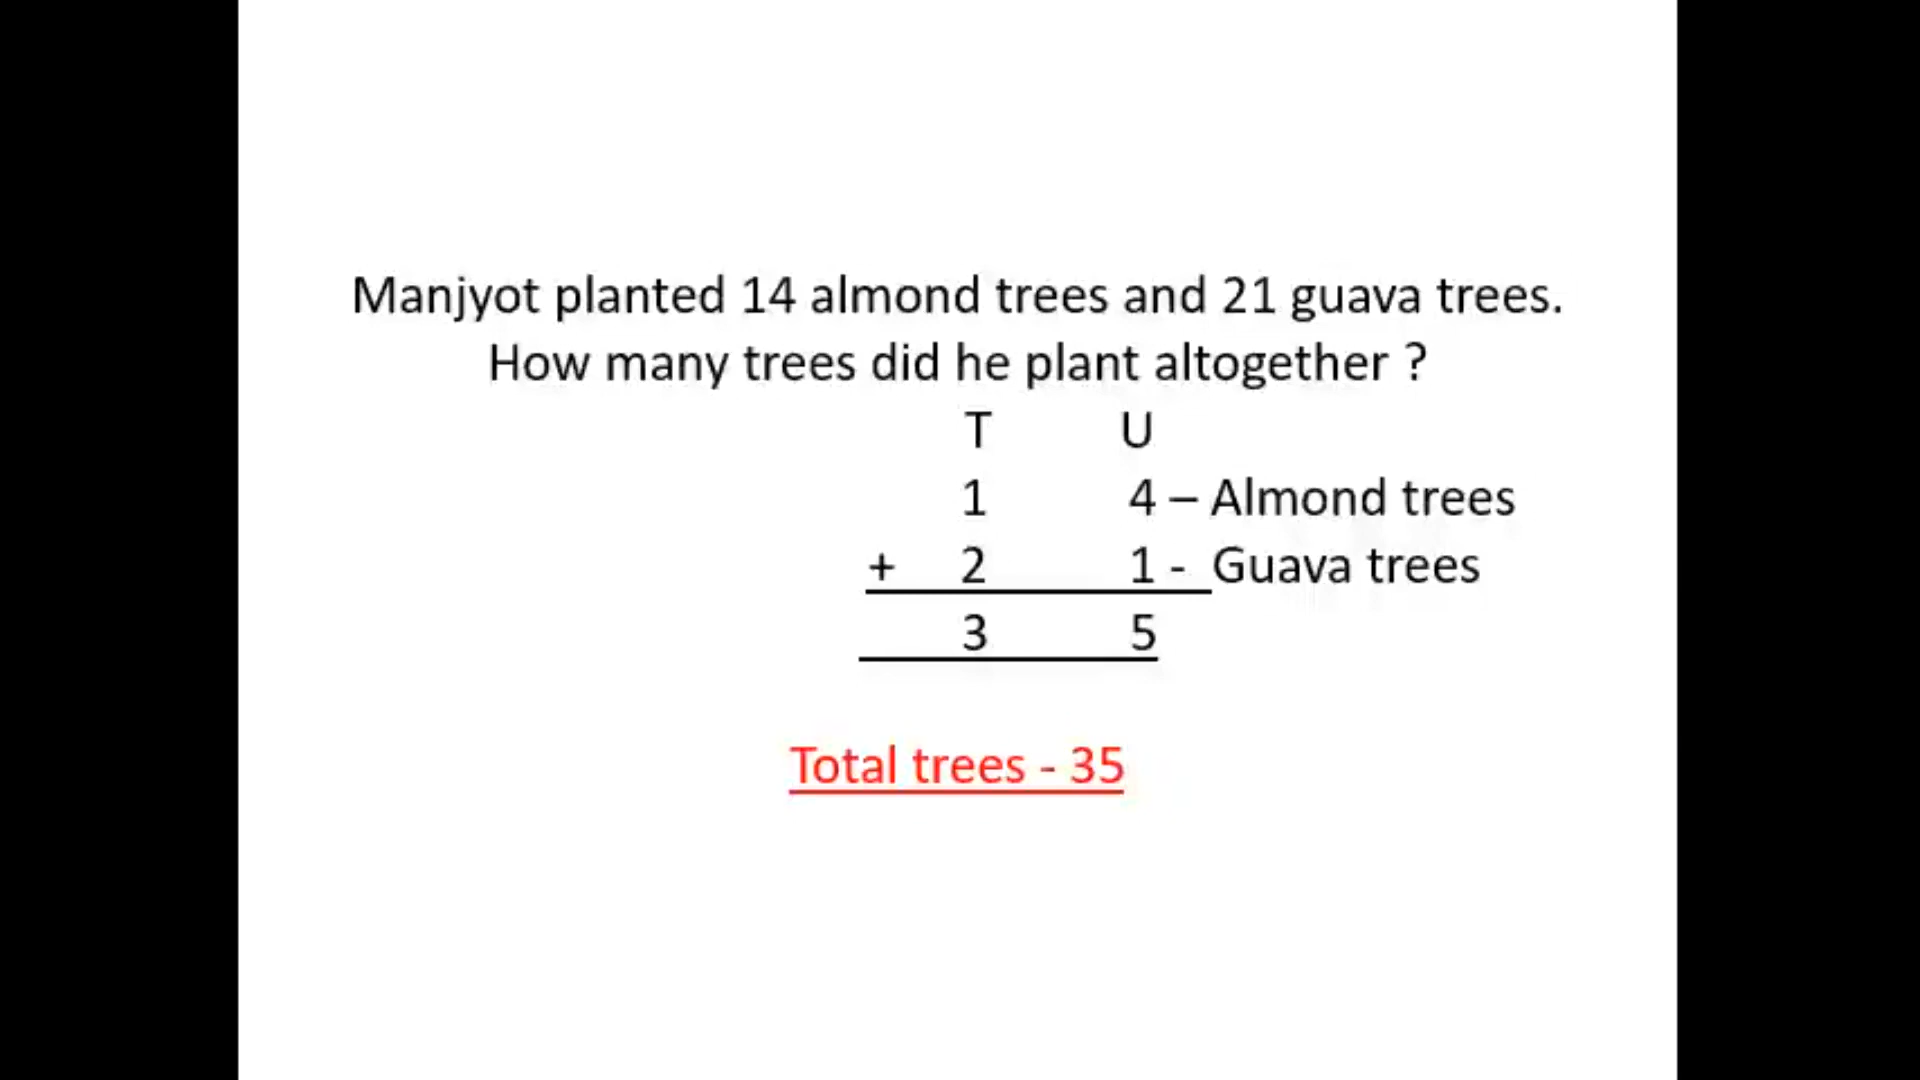 Manjyot planted 14 almond trees and 21 guava trees.
How many trees did he plant altogether ?
T U
1 4 – Almond trees
+ 2 1 - Guava trees
3 5
Total trees - 35